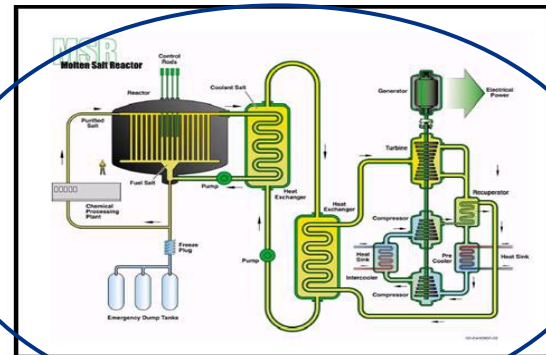 MSR
Molten Salt Reactor
Control
Rods
Reactor
Coolant Salt
Purified
Salt
Fuel Salt
Pump
Heat
Exchanger
Chemical
Processing
Plant
Freeze
Plug
Emergency Dump Tanks
Pump
Heat
Exchanger
Generator
Electrical
Power
Turbine
Recuperator
Compressor
Heat
Sink
Pre
Cooler
Heat Sink
Intercooler
Compressor